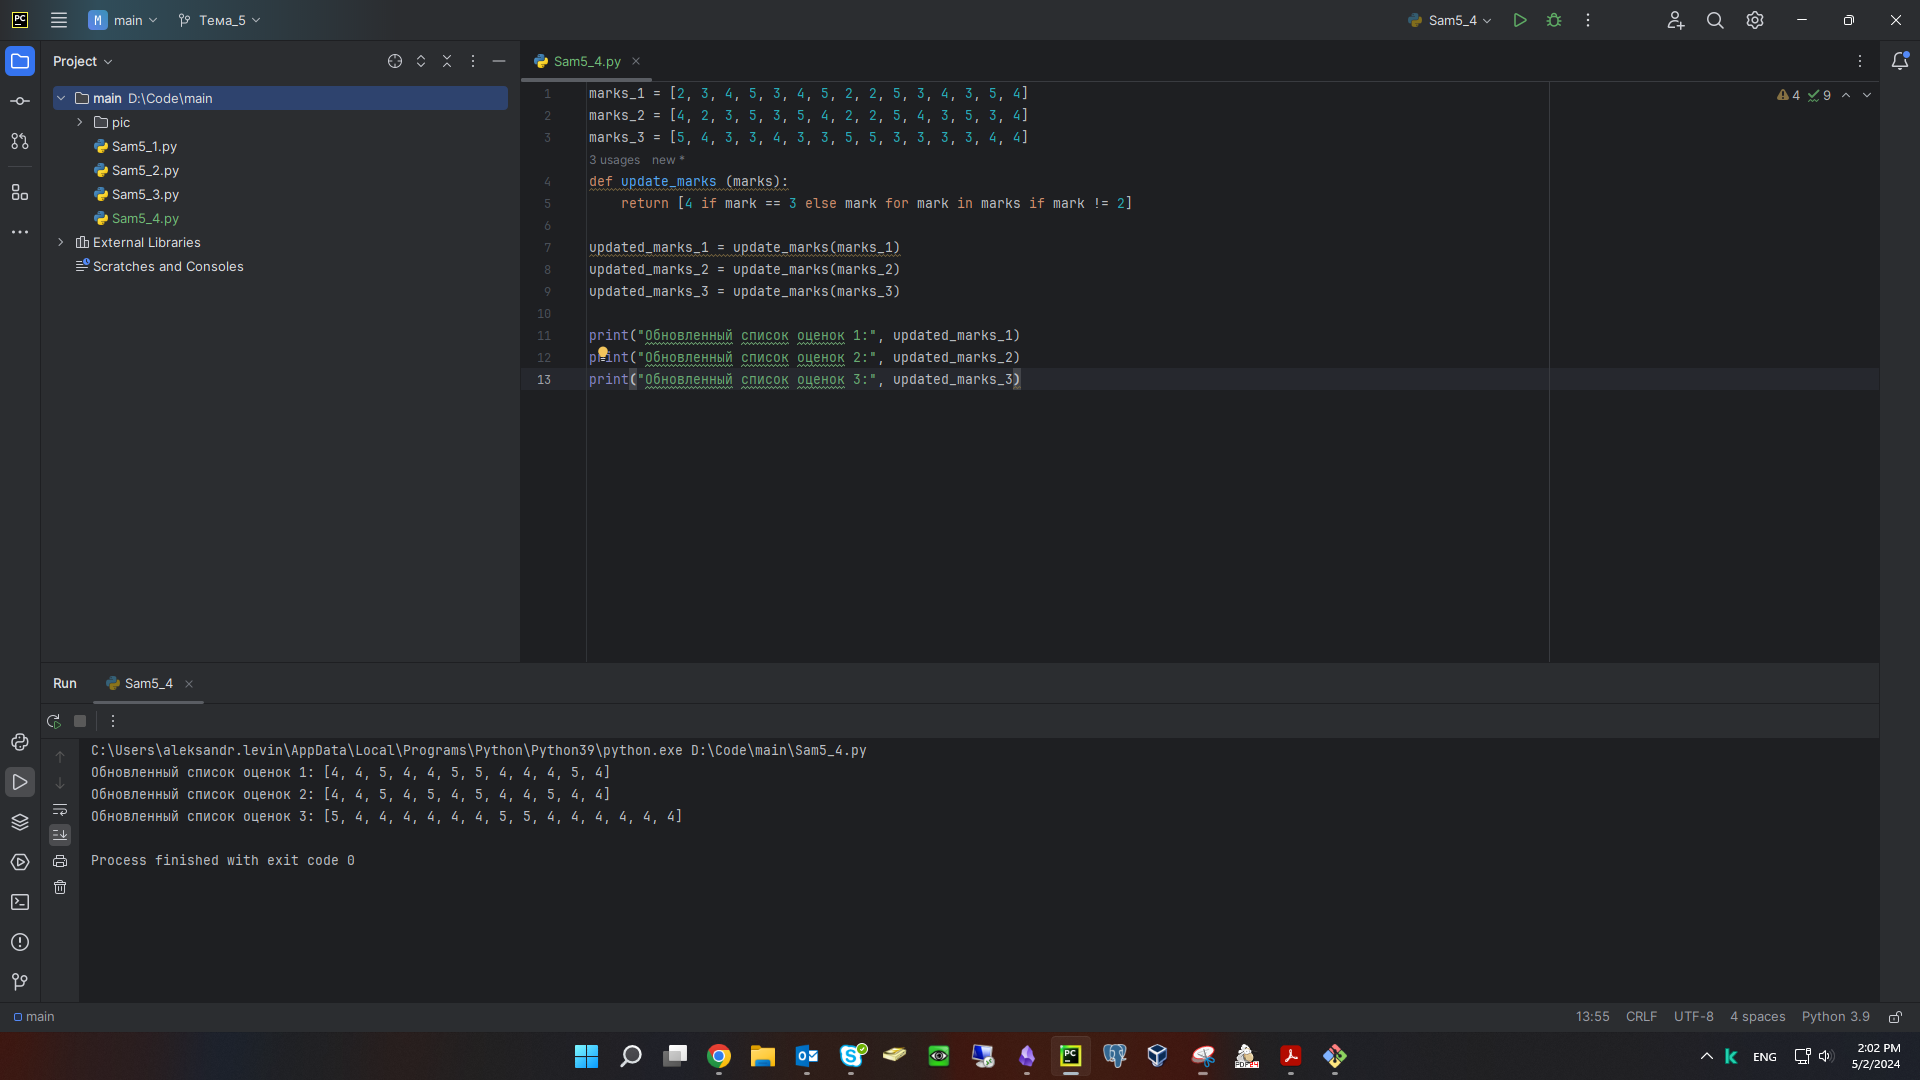 PC M main Тема_5 Sam5_4
Project
Sam5_4.py
main D:\Code\main
pic
Sam5_1.py
Sam5_2.py
Sam5_3.py
Sam5_4.py
External Libraries
Scratches and Consoles
4 9
1 marks_1 = [2, 3, 4, 5, 3, 4, 5, 2, 2, 5, 3, 4, 3, 5, 4]
2 marks_2 = [4, 2, 3, 5, 3, 5, 4, 2, 2, 5, 4, 3, 5, 3, 4]
3 marks_3 = [5, 4, 3, 3, 4, 3, 3, 5, 5, 3, 3, 3, 3, 4, 4]
3 usages new *
4 def update_marks (marks):
5 return [4 if mark == 3 else mark for mark in marks if mark != 2]
6
7 updated_marks_1 = update_marks(marks_1)
8 updated_marks_2 = update_marks(marks_2)
9 updated_marks_3 = update_marks(marks_3)
10
11 print("Обновленный список оценок 1:", updated_marks_1)
12 print("Обновленный список оценок 2:", updated_marks_2)
13 print("Обновленный список оценок 3:", updated_marks_3)
Run Sam5_4
C:\Users\aleksandr.levin\AppData\Local\Programs\Python\Python39\python.exe D:\Code\main\Sam5_4.py
Обновленный список оценок 1: [4, 4, 5, 4, 4, 5, 5, 4, 4, 4, 5, 4]
Обновленный список оценок 2: [4, 4, 5, 4, 5, 4, 5, 4, 4, 5, 4, 4]
Обновленный список оценок 3: [5, 4, 4, 4, 4, 4, 4, 5, 5, 4, 4, 4, 4, 4, 4]
Process finished with exit code 0
main 13:55 CRLF UTF-8 4 spaces Python 3.9
PC ENG 2:02 PM
5/2/2024